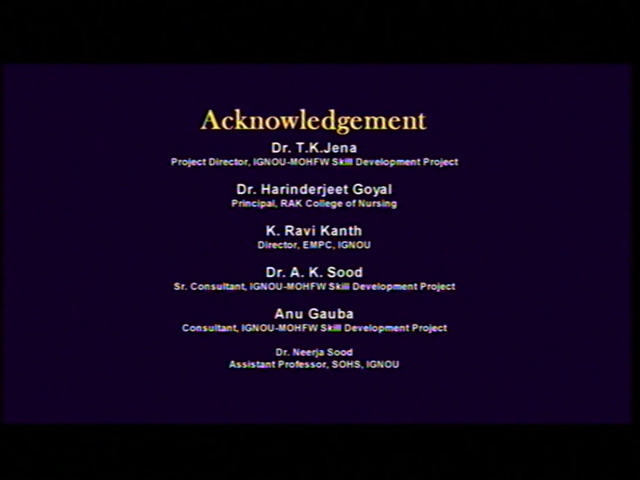 Acknowledgement
Dr. T.K.Jena
Project Director, IGNOU-MOHFW Skill Development Project
Dr. Harinderjeet Goyal
Principal, RAK College of Nursing
K. Ravi Kanth
Director, EMPC, IGNOU
Dr. A. K. Sood
Sr. Consultant, IGNOU-MOHFW Skill Development Project
Anu Gauba
Consultant, IGNOU-MOHFW Skill Development Project
Dr. Neerja Sood
Assistant Professor, SOHS, IGNOU